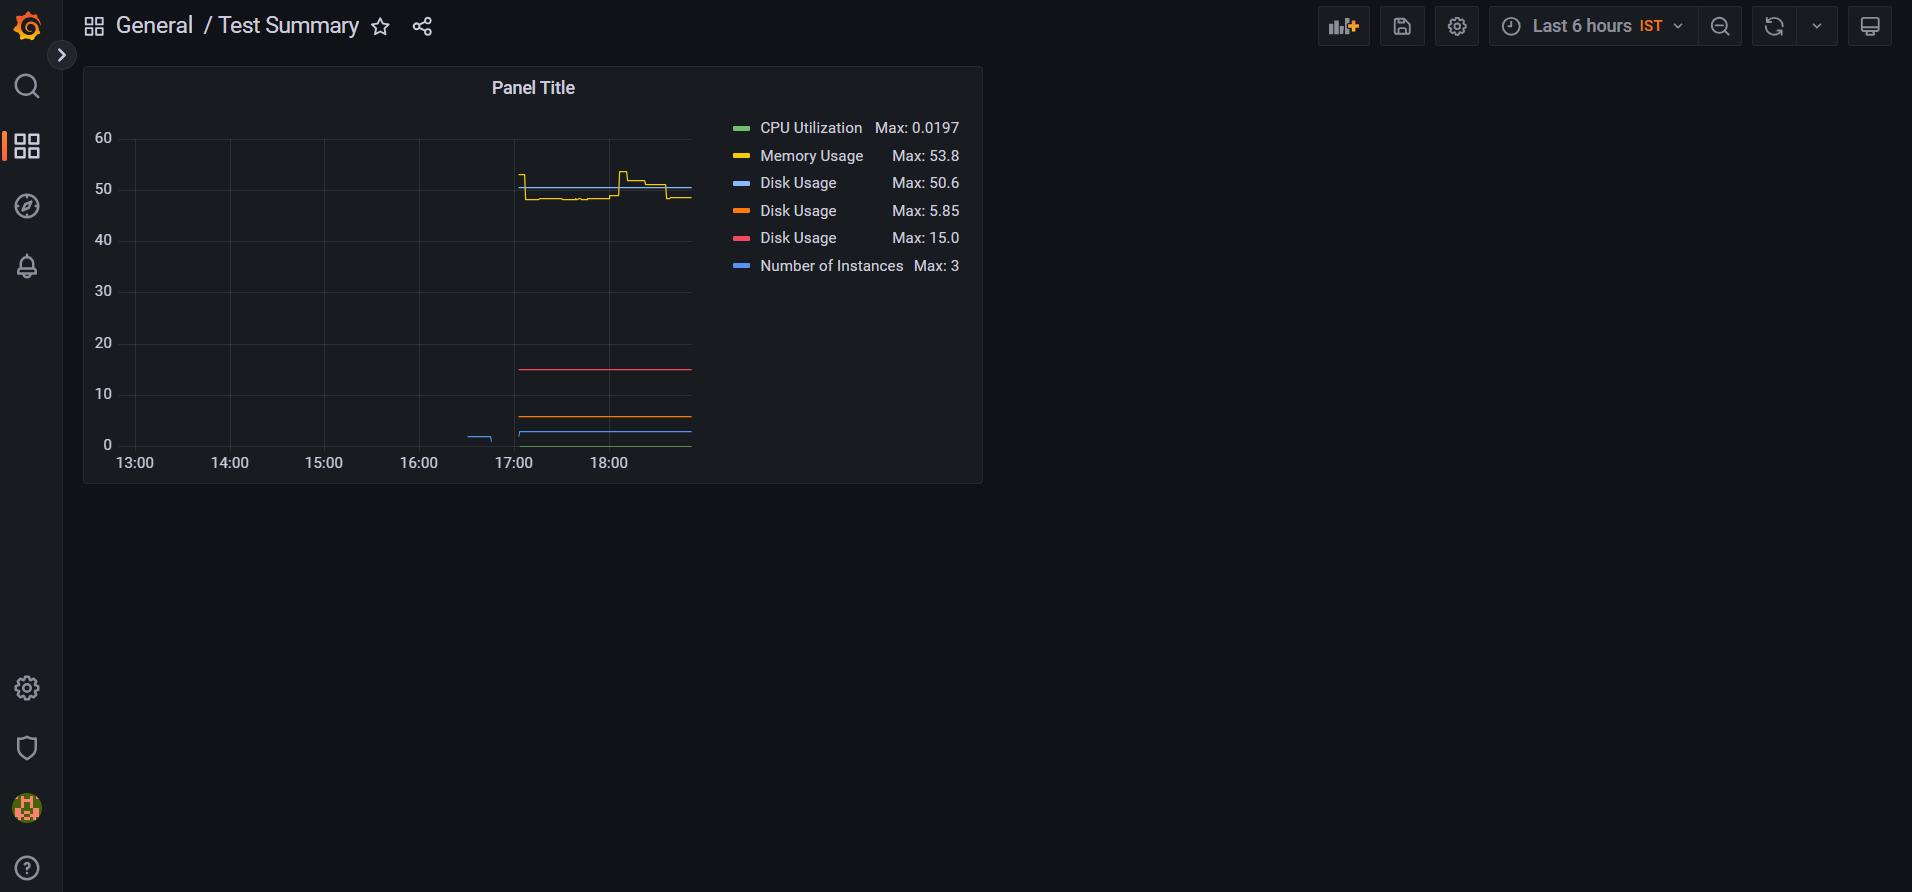 General / Test Summary
Last 6 hours IST
Panel Title
60
50
40
30
20
10
0
13:00 14:00 15:00 16:00 17:00 18:00
CPU Utilization Max: 0.0197
Memory Usage Max: 53.8
Disk Usage Max: 50.6
Disk Usage Max: 5.85
Disk Usage Max: 15.0
Number of Instances Max: 3